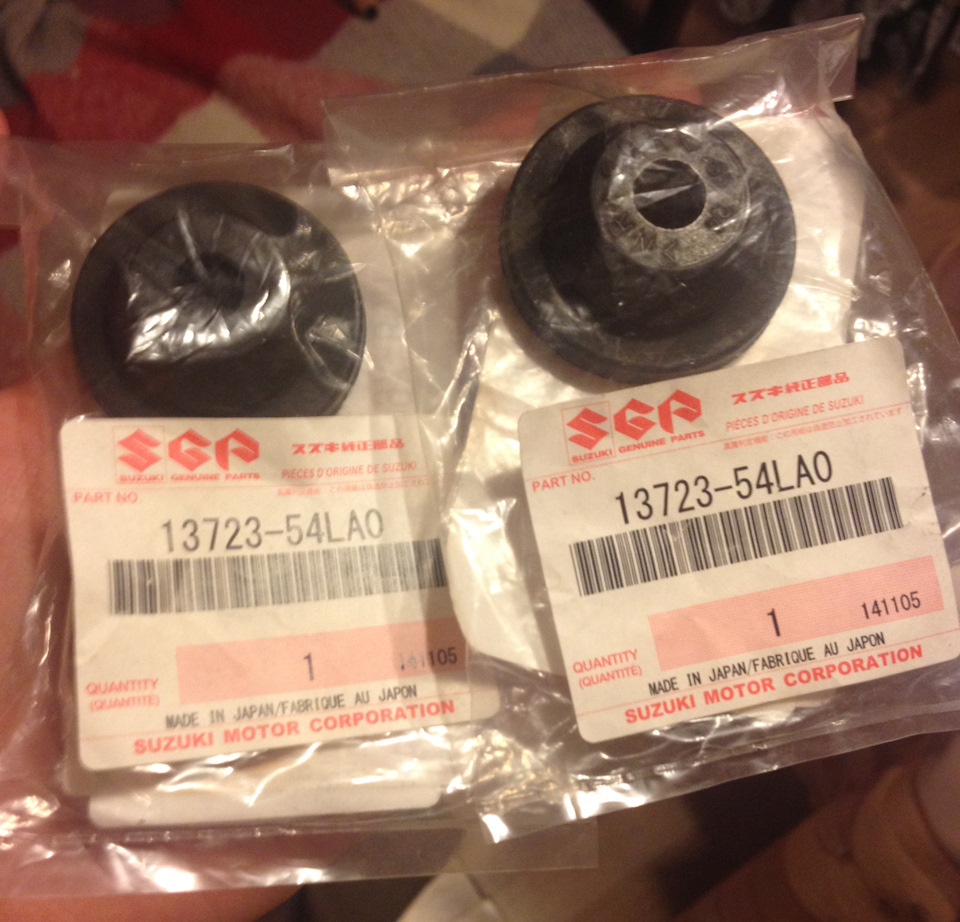 SGP
SUZUKI GENUINE PARTS
スズキ純正部品
PIÈCES D'ORIGINE DE SUZUKI
PART NO.
13723-54LA0
1
141105
QUANTITY
(QUANTITÉ)
MADE IN JAPAN/FABRIQUE AU JAPON
SUZUKI MOTOR CORPORATION
SGP
SUZUKI GENUINE PARTS
スズキ純正部品
PIÈCES D'ORIGINE DE SUZUKI
PART NO.
13723-54LA0
1
141105
QUANTITY
(QUANTITÉ)
MADE IN JAPAN/FABRIQUE AU JAPON
SUZUKI MOTOR CORPORATION